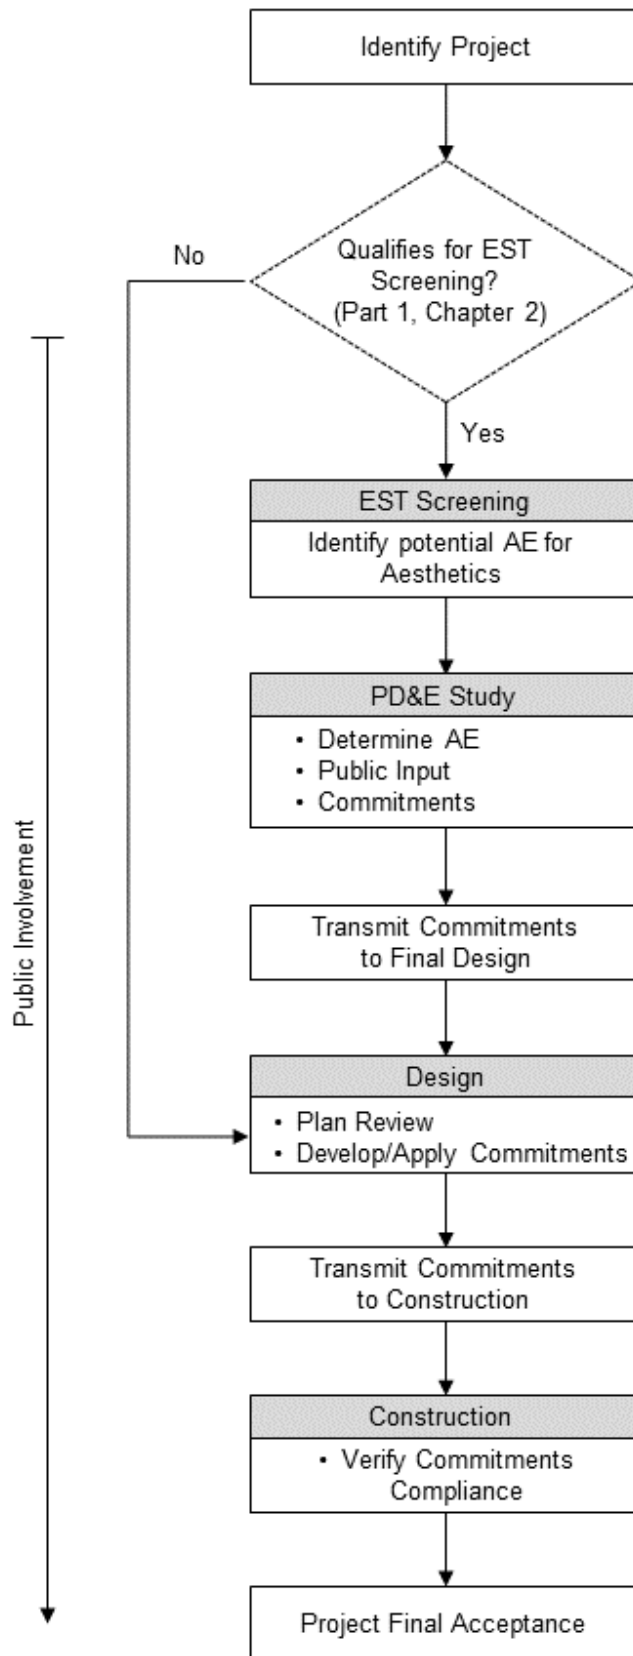 Identify Project
No
Qualifies for EST
Screening?
(Part 1, Chapter 2)
Yes
EST Screening
Identify potential AE for
Aesthetics
PD&E Study
• Determine AE
• Public Input
• Commitments
Public Involvement
Transmit Commitments
to Final Design
Design
• Plan Review
• Develop/Apply Commitments
Transmit Commitments
to Construction
Construction
• Verify Commitments
Compliance
Project Final Acceptance